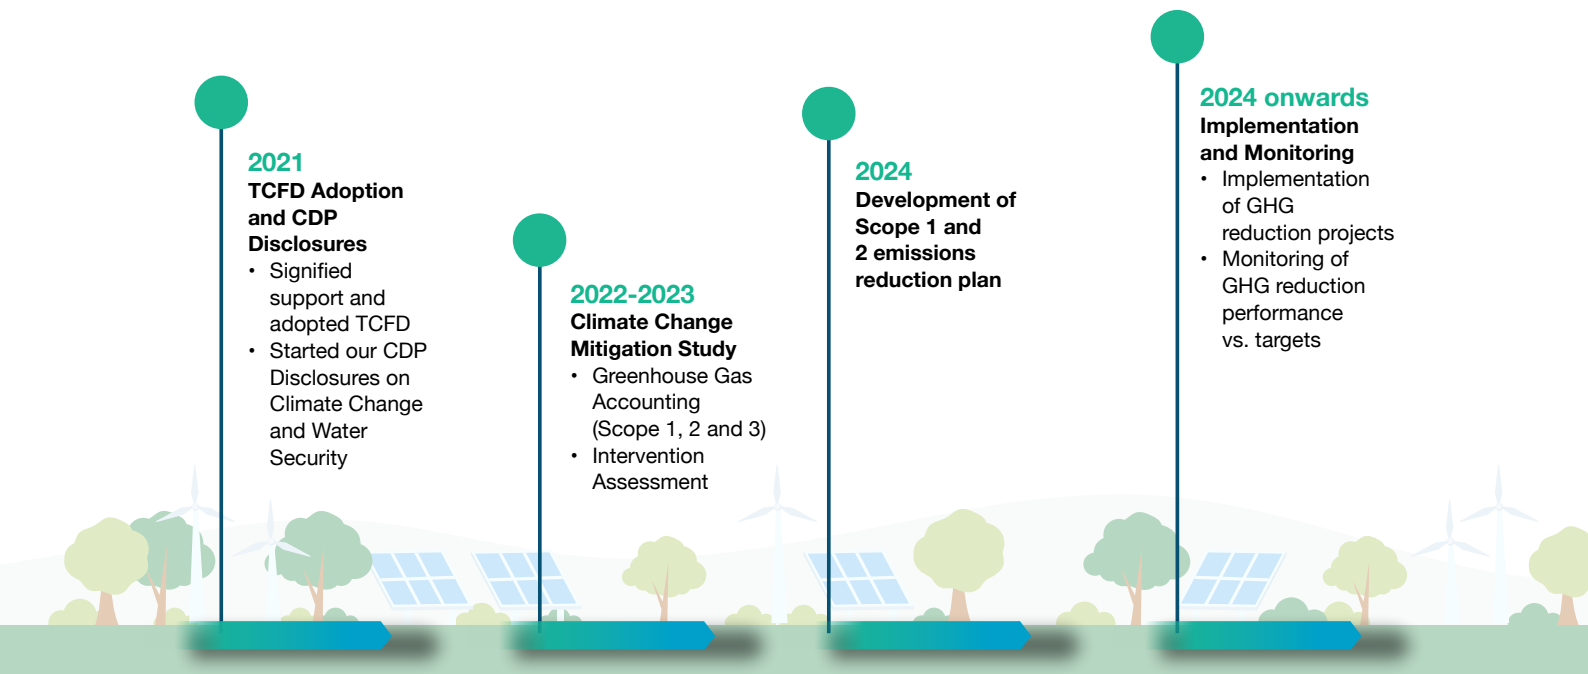 2021
TCFD Adoption
and CDP
Disclosures
• Signified
support and
adopted TCFD
• Started our CDP
Disclosures on
Climate Change
and Water
Security
2022-2023
Climate Change
Mitigation Study
• Greenhouse Gas
Accounting
(Scope 1, 2 and 3)
• Intervention
Assessment
2024
Development of
Scope 1 and
2 emissions
reduction plan
2024 onwards
Implementation
and Monitoring
• Implementation
of GHG
reduction projects
• Monitoring of
GHG reduction
performance
vs. targets